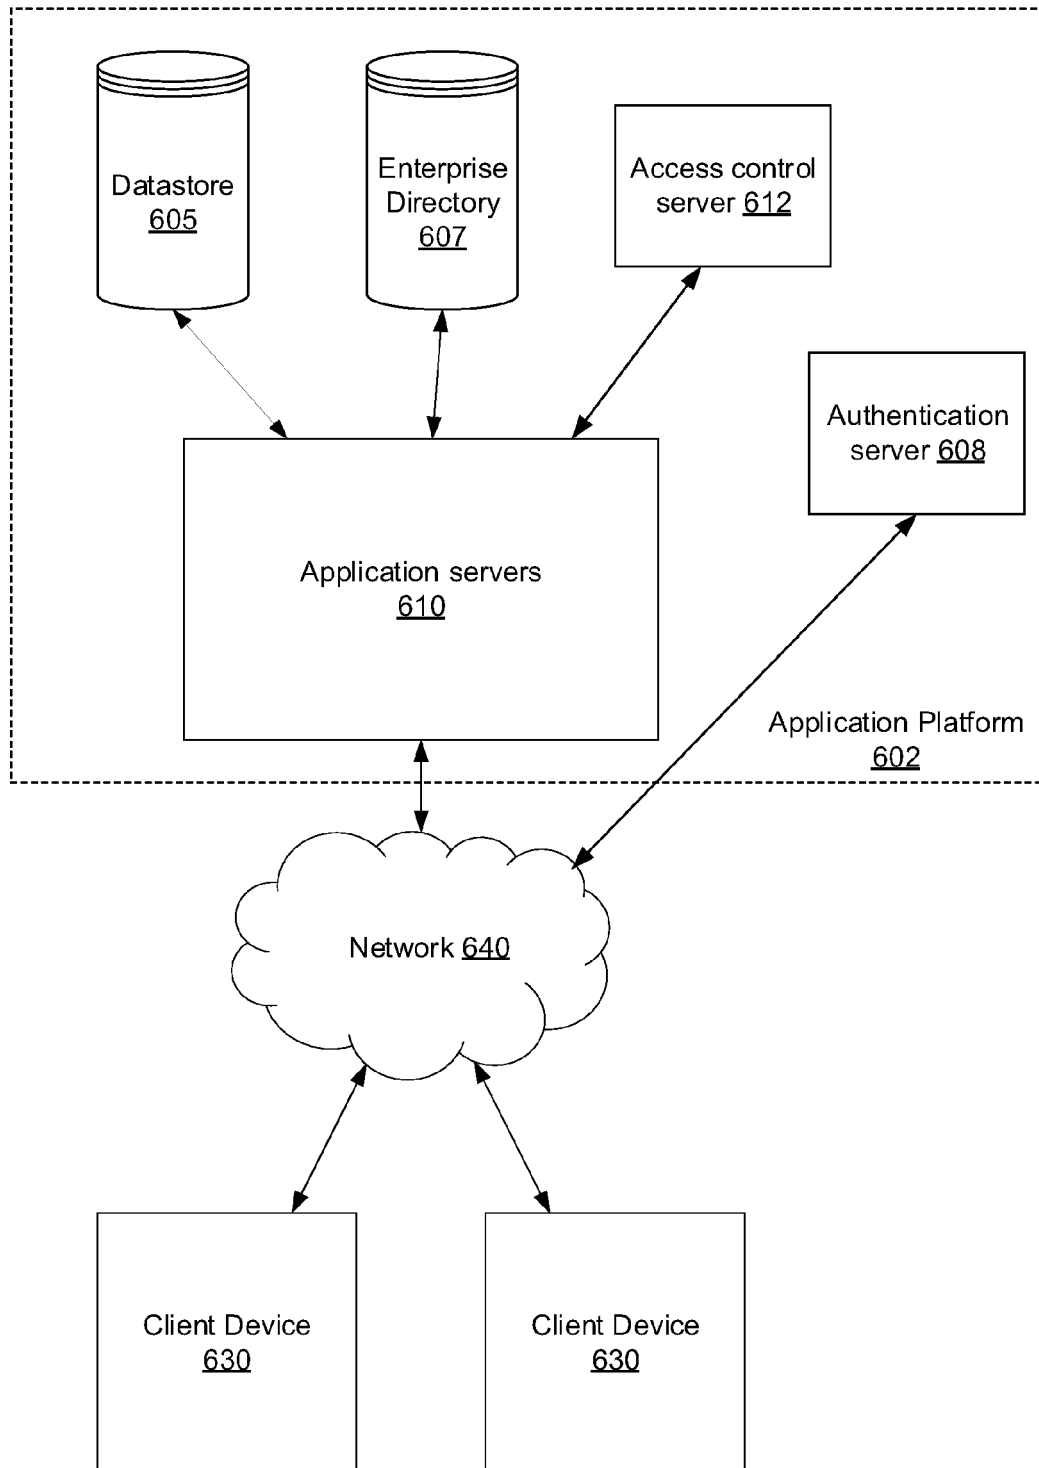 Datastore
605
Enterprise
Directory
607
Access control
server 612
Authentication
server 608
Application servers
610
Application Platform
602
Network 640
Client Device
630
Client Device
630